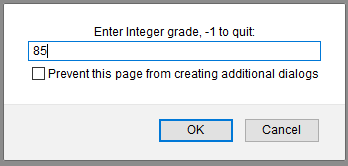 Enter Integer grade, -1 to quit:
85
Prevent this page from creating additional dialogs
OK Cancel